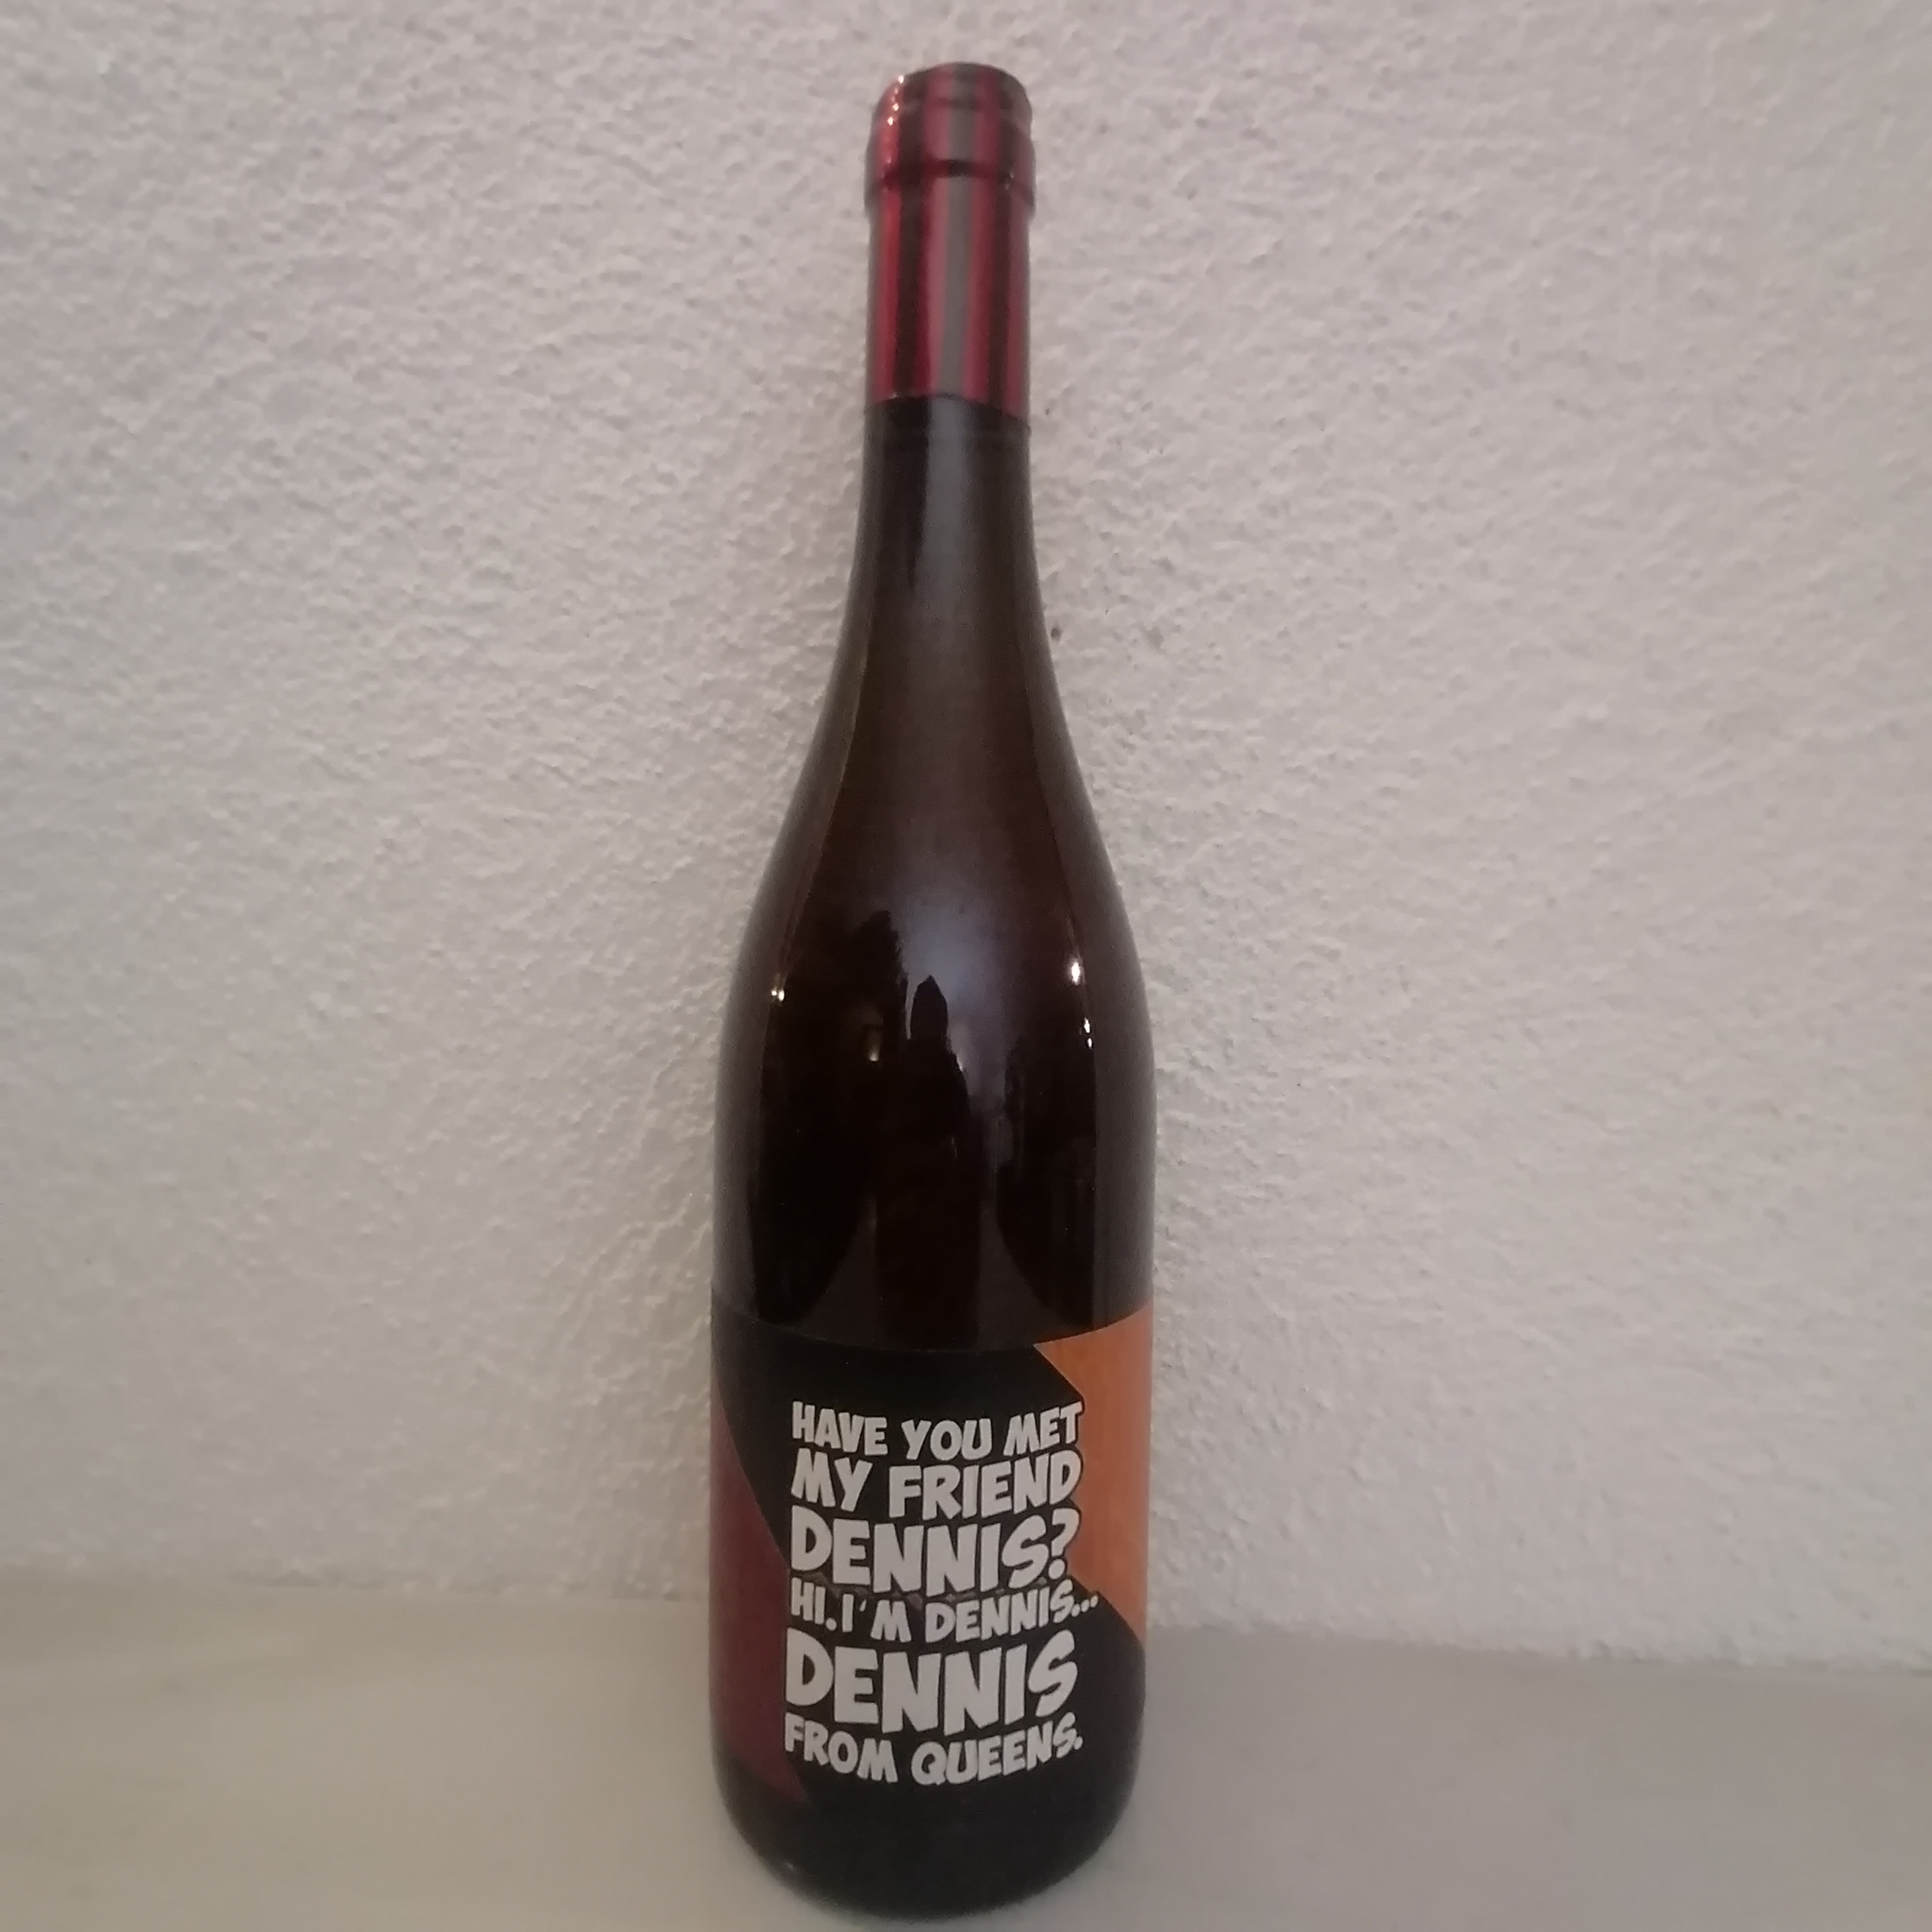 HAVE YOU MET
MY FRIEND
DENNIS?
HI.I'M DENNIS...
DENNIS
FROM QUEENS.